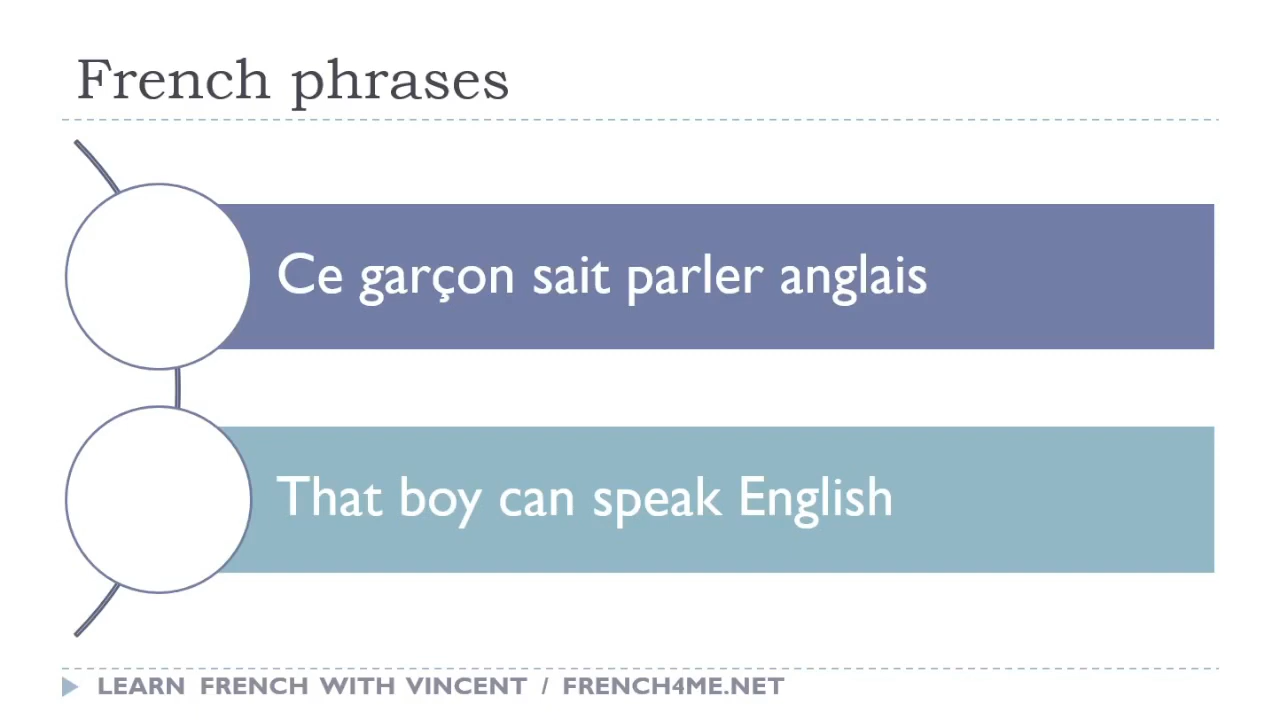 French phrases
Ce garçon sait parler anglais
That boy can speak English
LEARN FRENCH WITH VINCENT / FRENCH4ME.NET